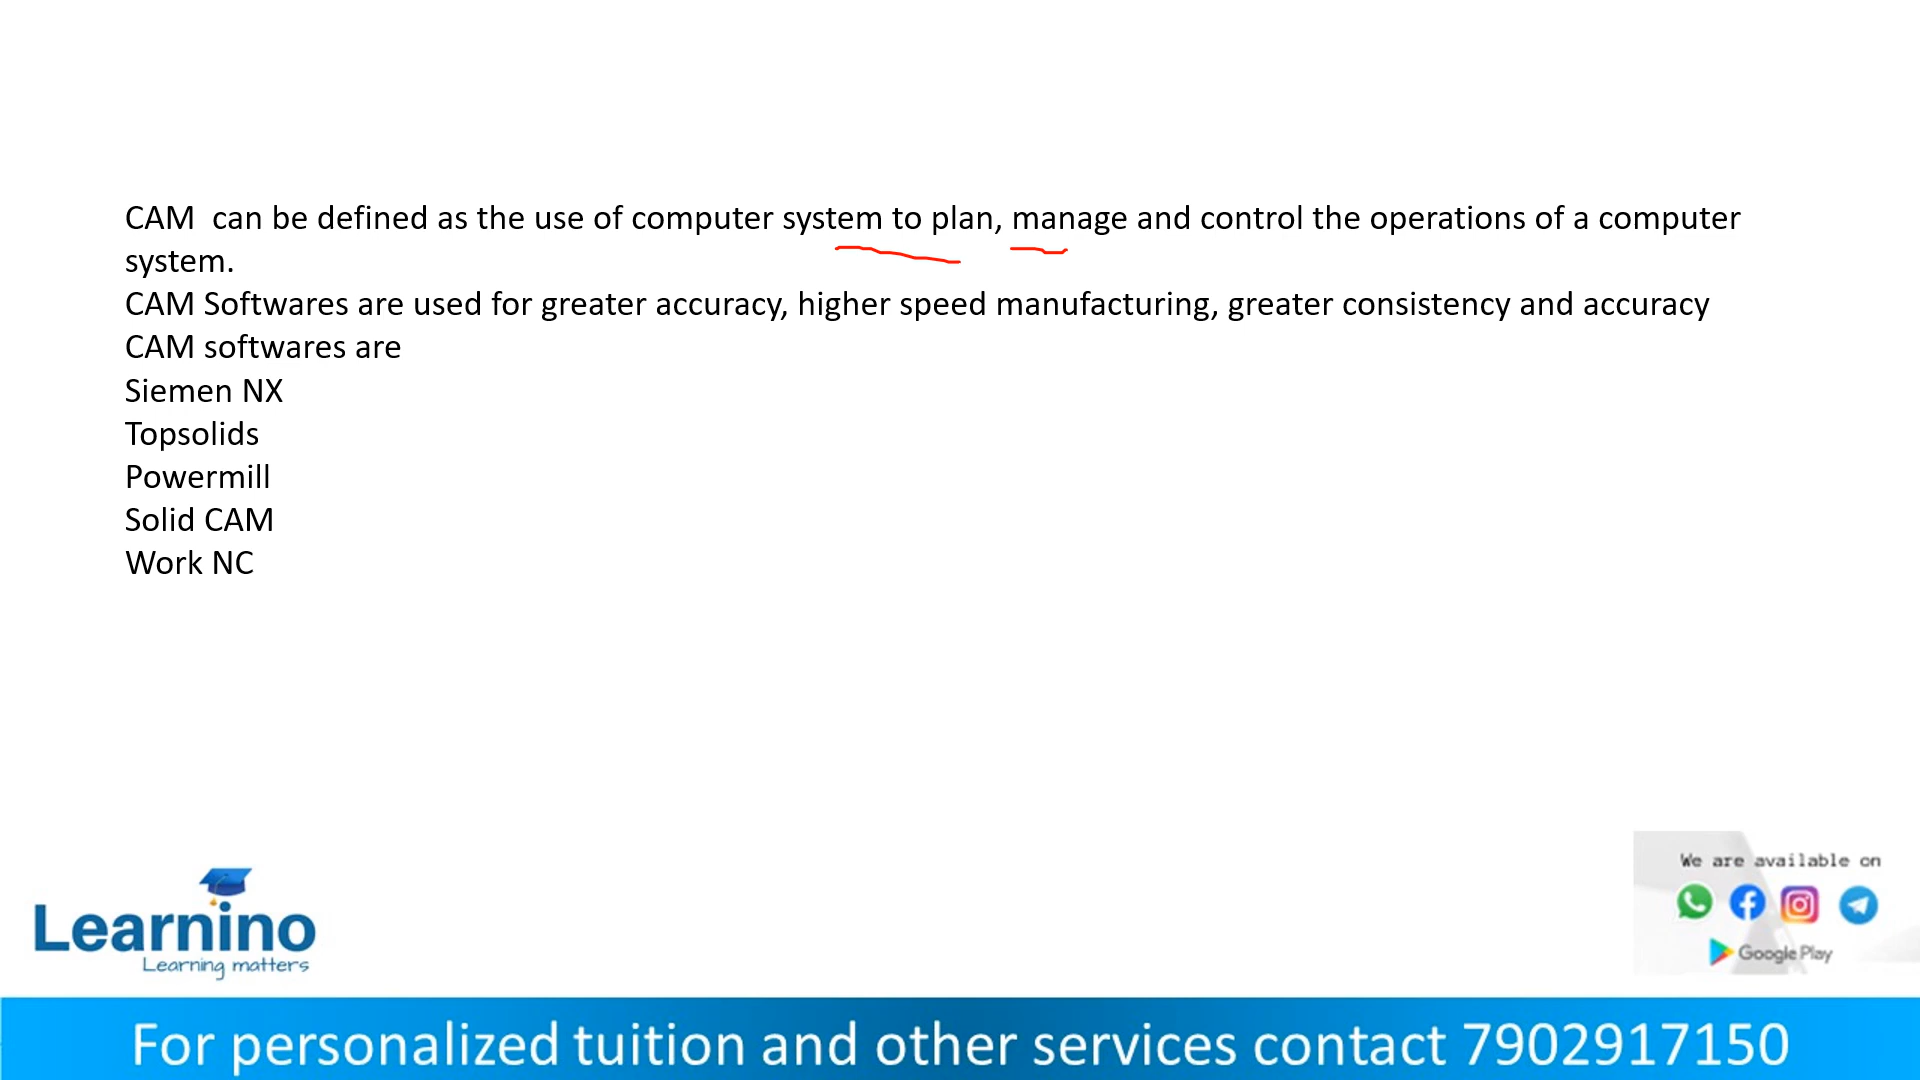 CAM  can be defined as the use of computer system to plan, manage and control the operations of a computer
system.
CAM Softwares are used for greater accuracy, higher speed manufacturing, greater consistency and accuracy
CAM softwares are
Siemen NX
Topsolids
Powermill
Solid CAM
Work NC
We are available on
Learnino
Learning matters
Google Play
For personalized tuition and other services contact 7902917150